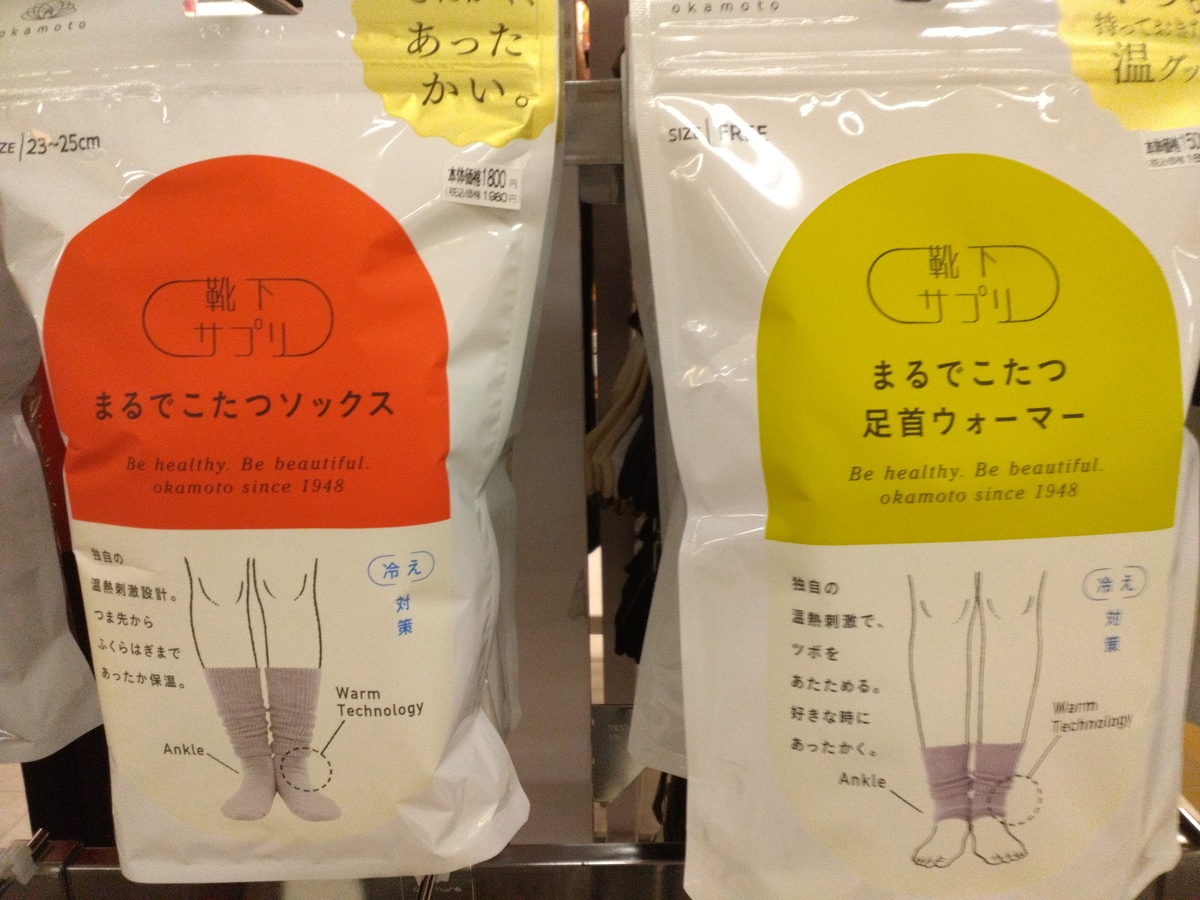 okamoto
あった
かい。
SIZE | 23~25cm
本体価格1800円
(税込価格1980円)
靴下
サプリ
まるでこたつソックス
Be healthy. Be beautiful.
okamoto since 1948
独自の
温熱刺激設計。
つま先から
ふくらはぎまで
あったか保温。
冷え
対
策
Warm
Technology
Ankle
okamoto
温グッ
SIZE | FREE
本体価格
靴下
サプリ
まるでこたつ
足首ウォーマー
Be healthy. Be beautiful.
okamoto since 1948
独自の
温熱刺激で、
ツボを
あたためる。
好きな時に
あったかく。
冷え
対
策
Warm
Technology
Ankle